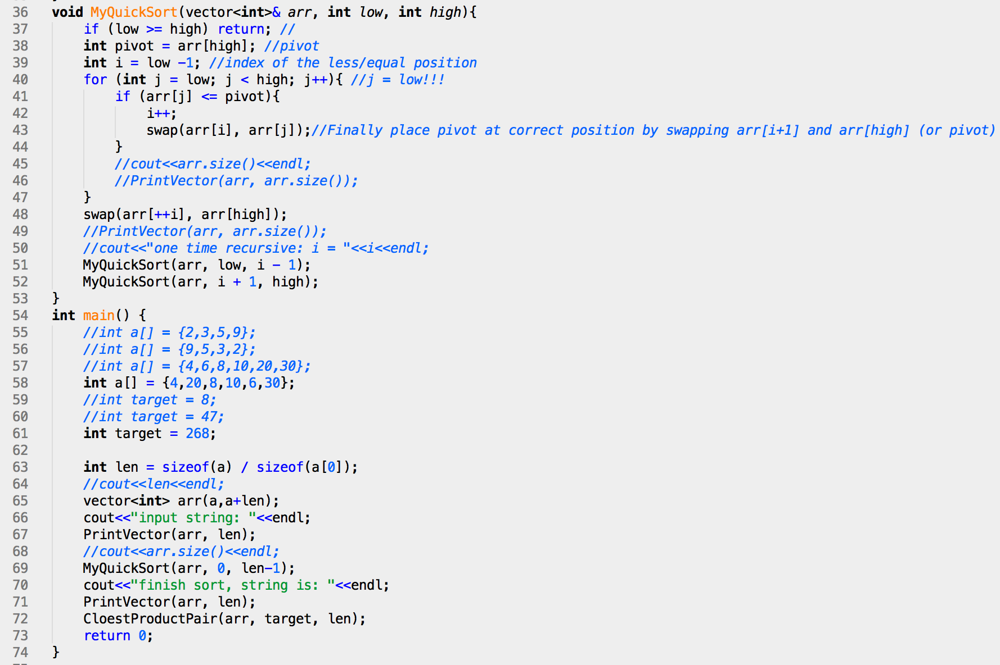 36 void MyQuickSort(vector<int>& arr, int low, int high){
37     if (low >= high) return; //
38     int pivot = arr[high]; //pivot
39     int i = low -1; //index of the less/equal position
40     for (int j = low; j < high; j++){ //j = low!!!
41         if (arr[j] <= pivot){
42             i++;
43             swap(arr[i], arr[j]);//Finally place pivot at correct position by swapping arr[i+1] and arr[high] (or pivot)
44         }
45         //cout<<arr.size()<<endl;
46         //PrintVector(arr, arr.size());
47     }
48     swap(arr[++i], arr[high]);
49     //PrintVector(arr, arr.size());
50     //cout<<"one time recursive: i = "<<i<<endl;
51     MyQuickSort(arr, low, i - 1);
52     MyQuickSort(arr, i + 1, high);
53 }
54 int main() {
55     //int a[] = {2,3,5,9};
56     //int a[] = {9,5,3,2};
57     //int a[] = {4,6,8,10,20,30};
58     int a[] = {4,20,8,10,6,30};
59     //int target = 8;
60     //int target = 47;
61     int target = 268;
62
63     int len = sizeof(a) / sizeof(a[0]);
64     //cout<<len<<endl;
65     vector<int> arr(a,a+len);
66     cout<<"input string: "<<endl;
67     PrintVector(arr, len);
68     //cout<<arr.size()<<endl;
69     MyQuickSort(arr, 0, len-1);
70     cout<<"finish sort, string is: "<<endl;
71     PrintVector(arr, len);
72     CloestProductPair(arr, target, len);
73     return 0;
74 }